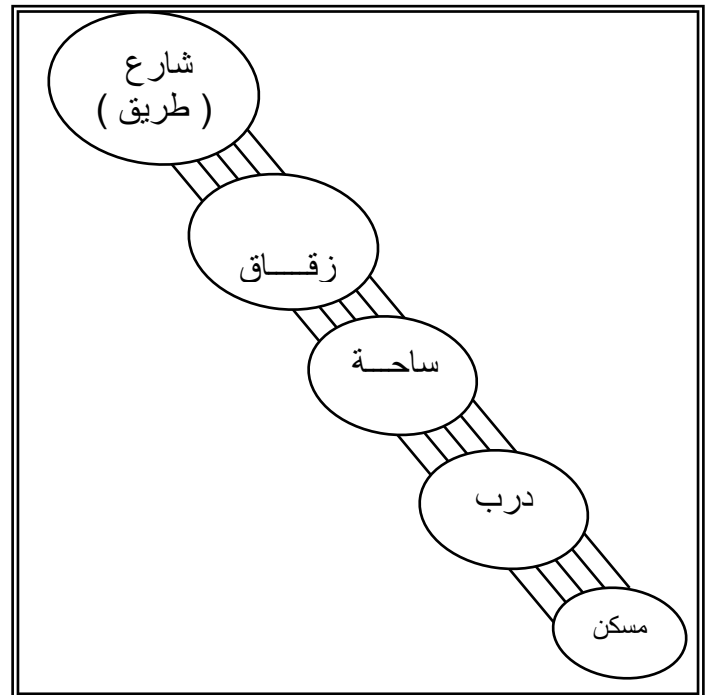 شارع
( طريق )
زقـــاق
ساحـــة
درب
مسكن